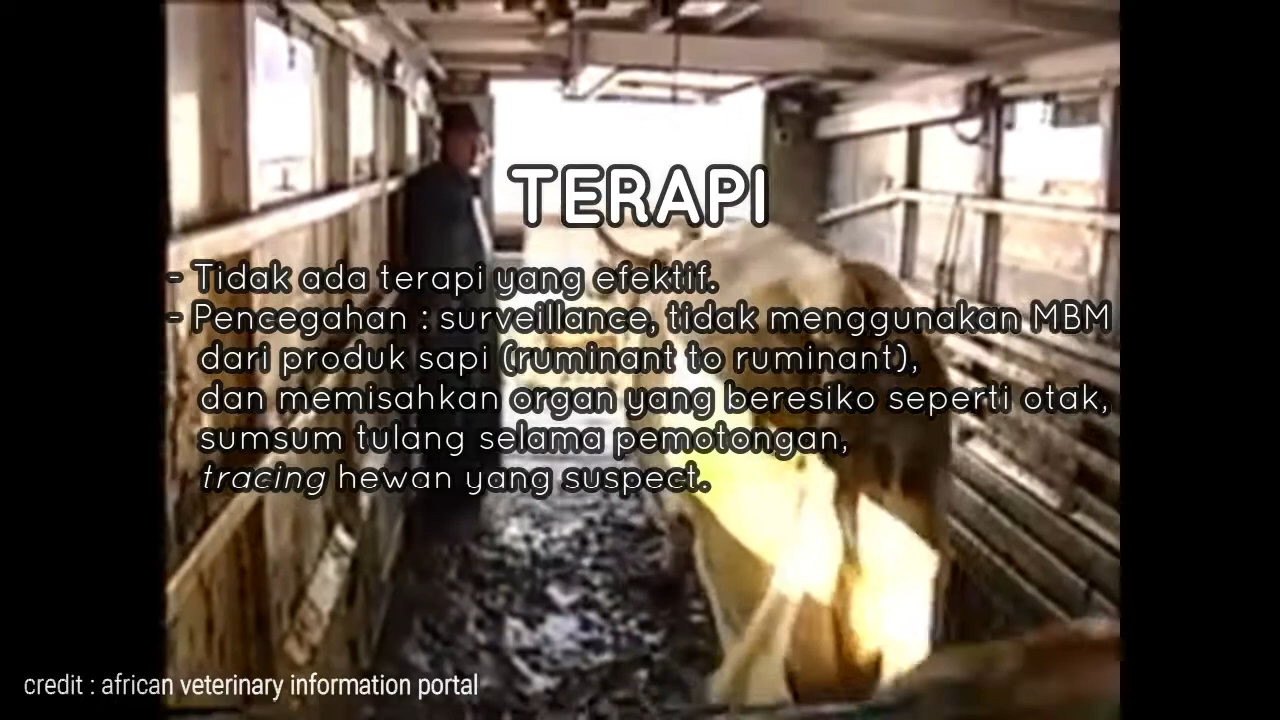 TERAPI
- Tidak ada terapi yang efektif.
- Pencegahan : surveillance, tidak menggunakan MBM
dari produk sapi (ruminant to ruminant),
dan memisahkan organ yang beresiko seperti otak,
sumsum tulang selama pemotongan,
tracing hewan yang suspect.
credit : african veterinary information portal